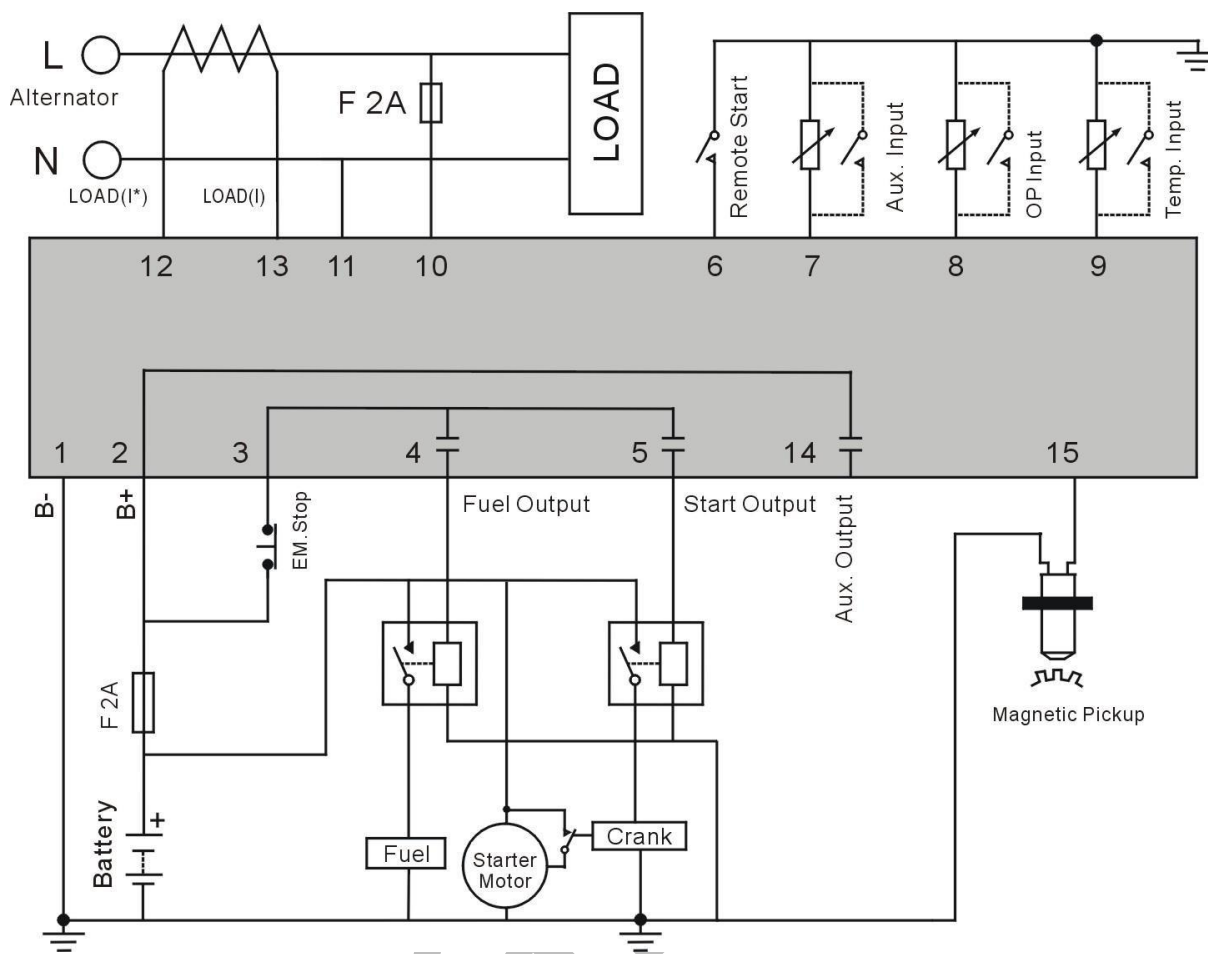 L
Alternator
F 2A
LOAD
N
LOAD(I*)
LOAD(I)
Remote Start
Aux. Input
OP Input
Temp. Input
12
13
11
10
6
7
8
9
1
2
3
4
5
14
15
B-
B+
EM.Stop
Fuel Output
Start Output
Aux. Output
F 2A
Magnetic Pickup
Battery
+
Fuel
Starter
Motor
Crank